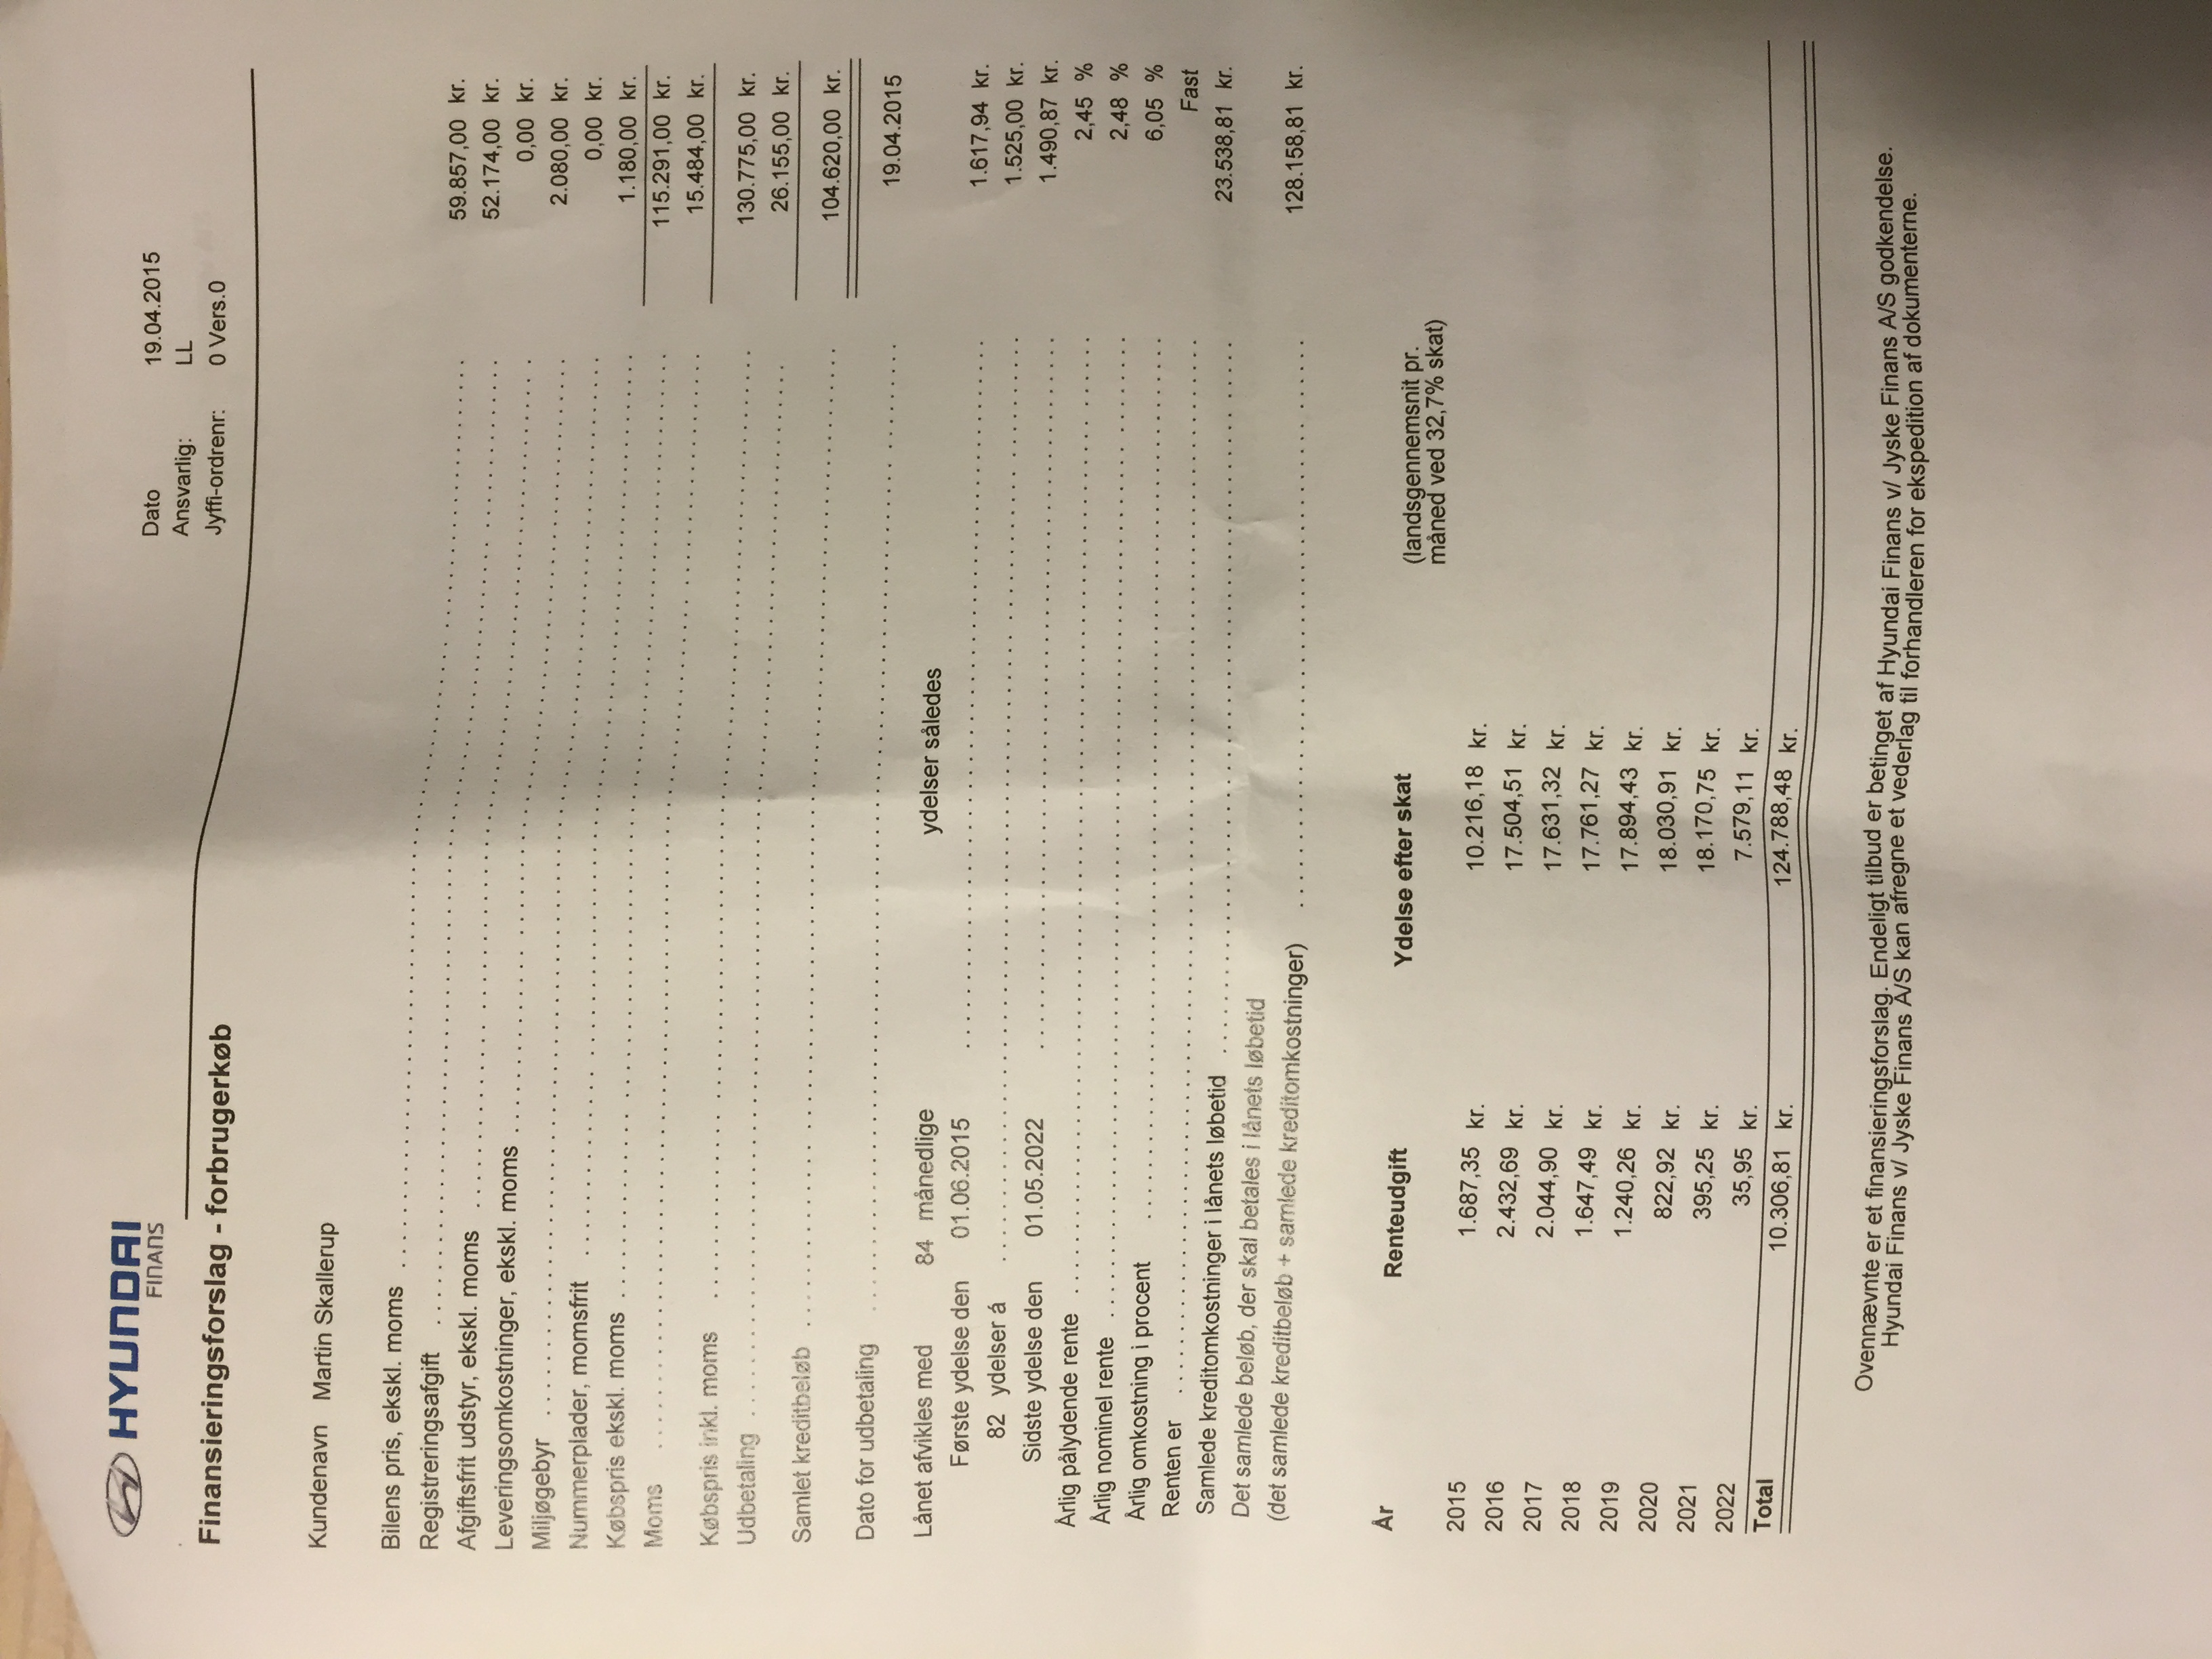 HYUNDAI
FINANS
Dato 19.04.2015
Ansvarlig: LL
Jyffi-ordrenr: 0 Vers.0
Finansieringsforslag - forbrugerkøb
Kundenavn Martin Skallerup
Bilens pris, ekskl. moms 59.857,00 kr.
Registreringsafgift 52.174,00 kr.
Afgiftsfrit udstyr, ekskl. moms 0,00 kr.
Leveringsomkostninger, ekskl. moms 2.080,00 kr.
Miljøgebyr 0,00 kr.
Nummerplader, momsfrit 1.180,00 kr.
Købspris ekskl. moms 115.291,00 kr.
Moms 15.484,00 kr.
Købspris inkl. moms 130.775,00 kr.
Udbetaling 26.155,00 kr.
Samlet kreditbeløb 104.620,00 kr.
Dato for udbetaling 19.04.2015
Lånet afvikles med 84 månedlige ydelser således
Første ydelse den 01.06.2015 1.617,94 kr.
82 ydelser á 1.525,00 kr.
Sidste ydelse den 01.05.2022 1.490,87 kr.
Årlig pålydende rente 2,45 %
Årlig nominel rente 2,48 %
Årlig omkostning i procent 6,05 %
Renten er Fast
Samlede kreditomkostninger i lånets løbetid 23.538,81 kr.
Det samlede beløb, der skal betales i lånets løbetid
(det samlede kreditbeløb + samlede kreditomkostninger) 128.158,81 kr.
År Renteudgift Ydelse efter skat (landsgennemsnit pr.
måned ved 32,7% skat)
2015 1.687,35 kr. 10.216,18 kr.
2016 2.432,69 kr. 17.504,51 kr.
2017 2.044,90 kr. 17.631,32 kr.
2018 1.647,49 kr. 17.761,27 kr.
2019 1.240,26 kr. 17.894,43 kr.
2020 822,92 kr. 18.030,91 kr.
2021 395,25 kr. 18.170,75 kr.
2022 35,95 kr. 7.579,11 kr.
Total 10.306,81 kr. 124.788,48 kr.
Ovennævnte er et finansieringsforslag. Endeligt tilbud er betinget af Hyundai Finans v/ Jyske Finans A/S godkendelse.
Hyundai Finans v/ Jyske Finans A/S kan afregne et vederlag til forhandleren for ekspedition af dokumenterne.